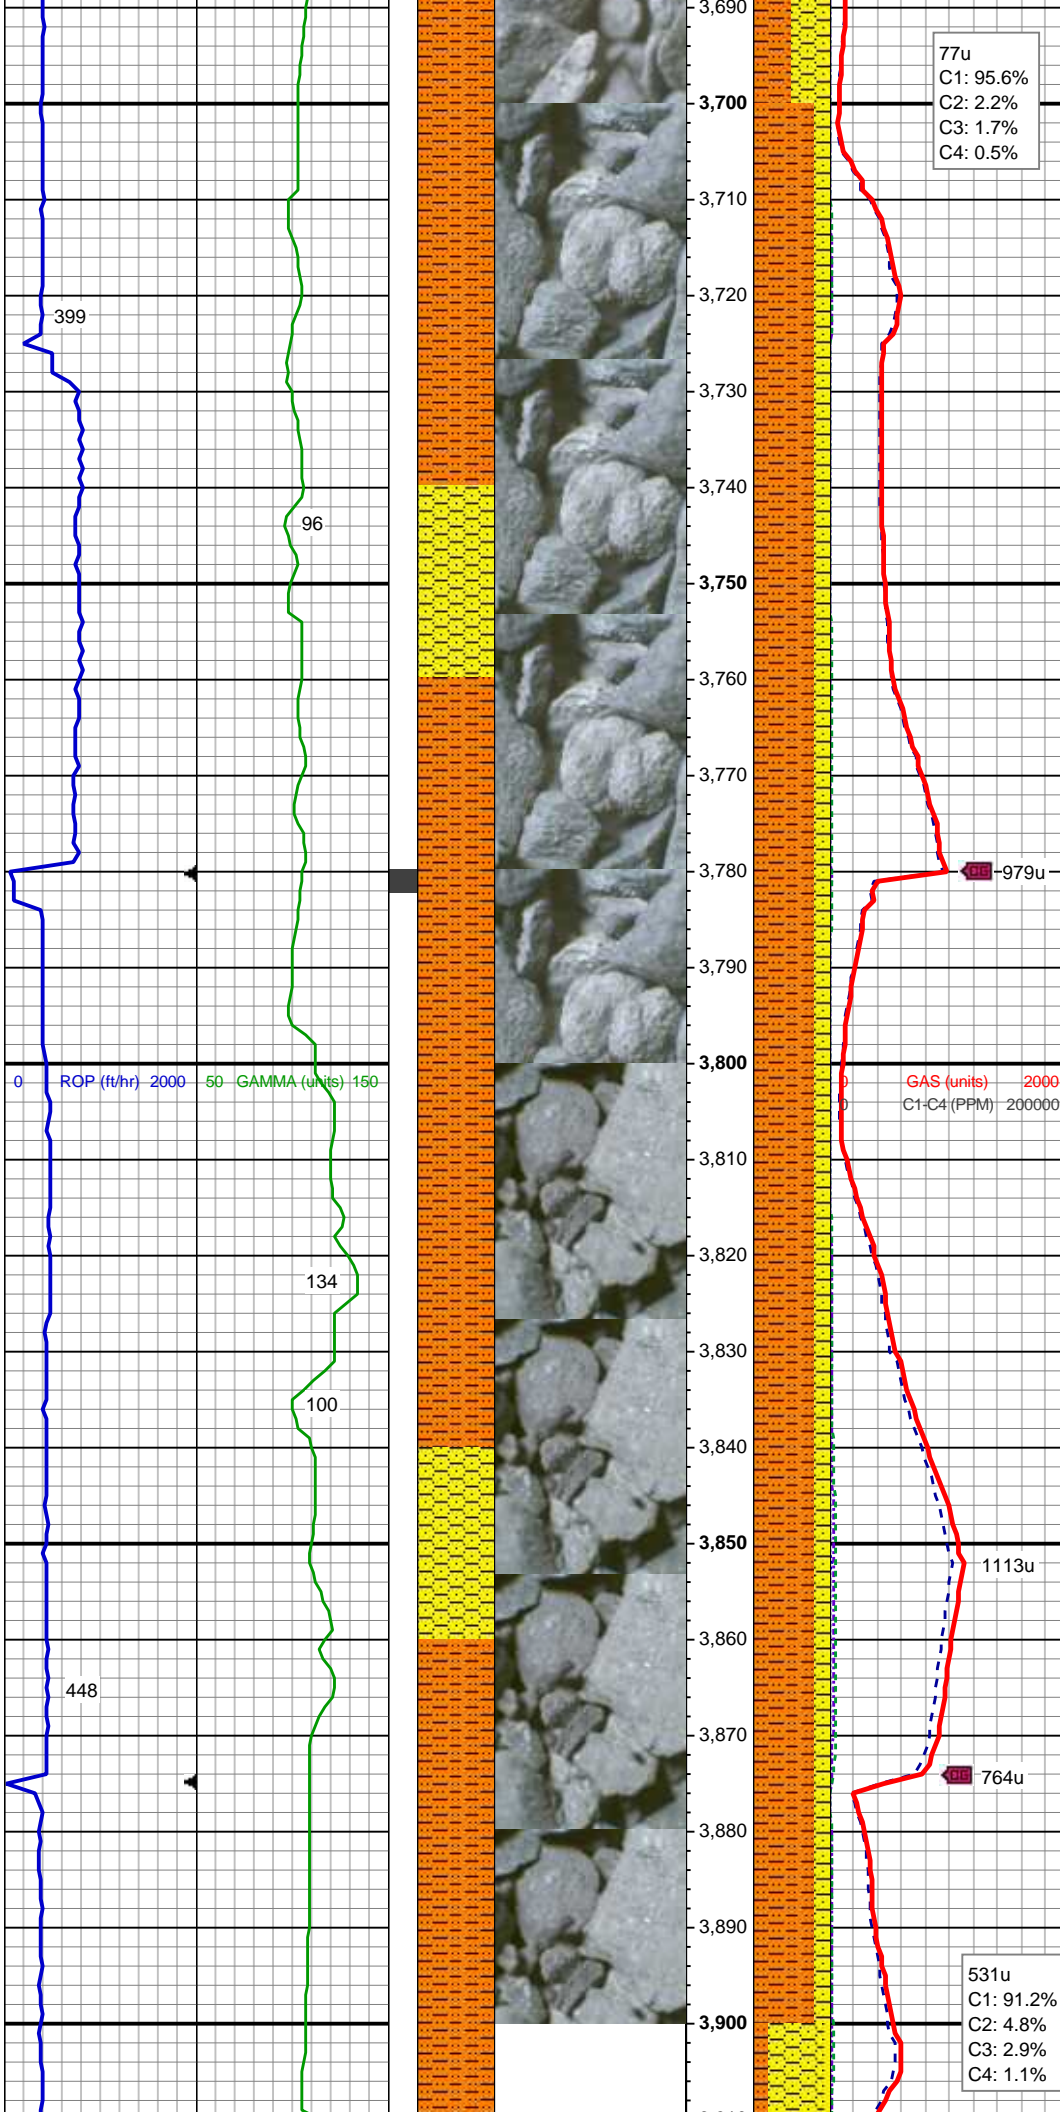 3,690
77u
C1: 95.6%
C2: 2.2%
C3: 1.7%
C4: 0.5%
3,700
3,710
3,720
399
3,730
3,740
96
3,750
3,760
3,770
3,780
CG
979u
3,790
3,800
0 ROP (ft/hr) 2000 50 GAMMA (units) 150
0 GAS (units) 2000
0 C1-C4 (PPM) 200000
3,810
3,820
134
3,830
100
3,840
3,850
1113u
3,860
448
3,870
764u
3,880
3,890
531u
C1: 91.2%
C2: 4.8%
C3: 2.9%
C4: 1.1%
3,900